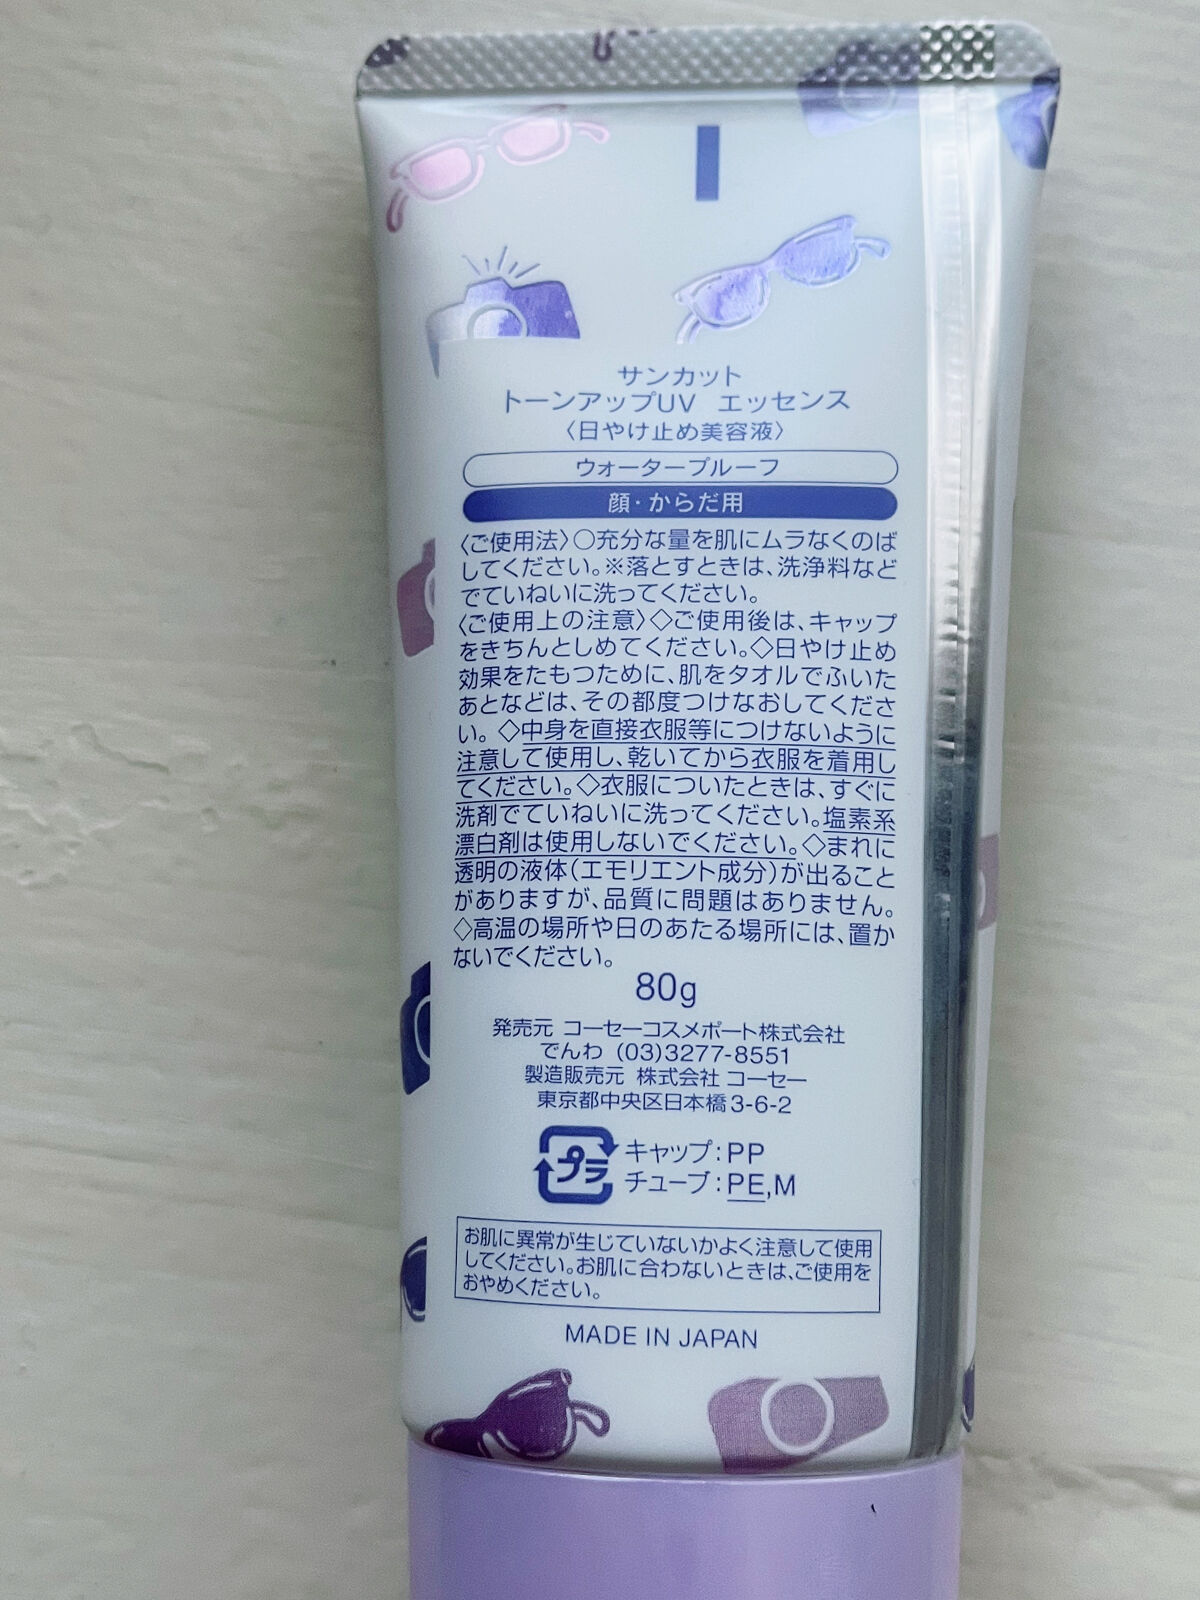 サンカット
トーンアップUV エッセンス
〈日やけ止め美容液〉
ウォータープルーフ
顔・からだ用
〈ご使用法〉○充分な量を肌にムラなくのば
してください。※落とすときは、洗浄料など
でていねいに洗ってください。
〈ご使用上の注意〉◇ご使用後は、キャップ
をきちんとしめてください。◇日やけ止め
効果をたもつために、肌をタオルでふいた
あとなどは、その都度つけなおしてくださ
い。◇中身を直接衣服等につけないように
注意して使用し、乾いてから衣服を着用し
てください。◇衣服についたときは、すぐに
洗剤でていねいに洗ってください。塩素系
漂白剤は使用しないでください。◇まれに
透明の液体（エモリエント成分）が出ること
がありますが、品質に問題はありません。
◇高温の場所や日のあたる場所には、置か
ないでください。
80g
発売元 コーセーコスメポート株式会社
でんわ (03)3277-8551
製造販売元 株式会社 コーセー
東京都中央区日本橋3-6-2
プラ キャップ：PP
チューブ：PE,M
お肌に異常が生じていないかよく注意して使用
してください。お肌に合わないときは、ご使用を
おやめください。
MADE IN JAPAN